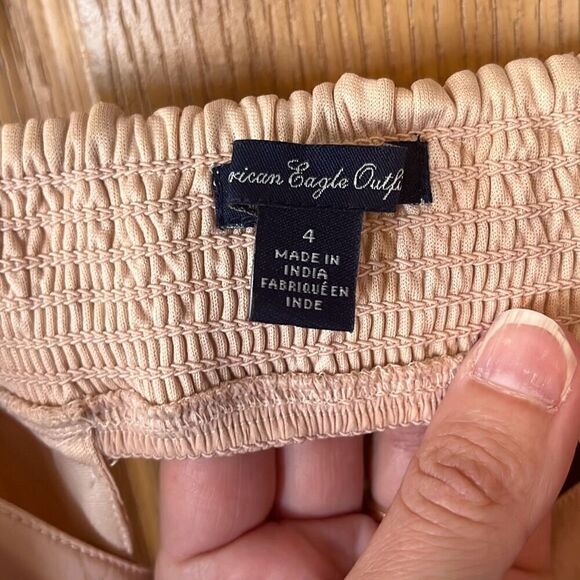 rican Eagle Outfi
4
MADE IN
INDIA
FABRIQUÉ EN
INDE